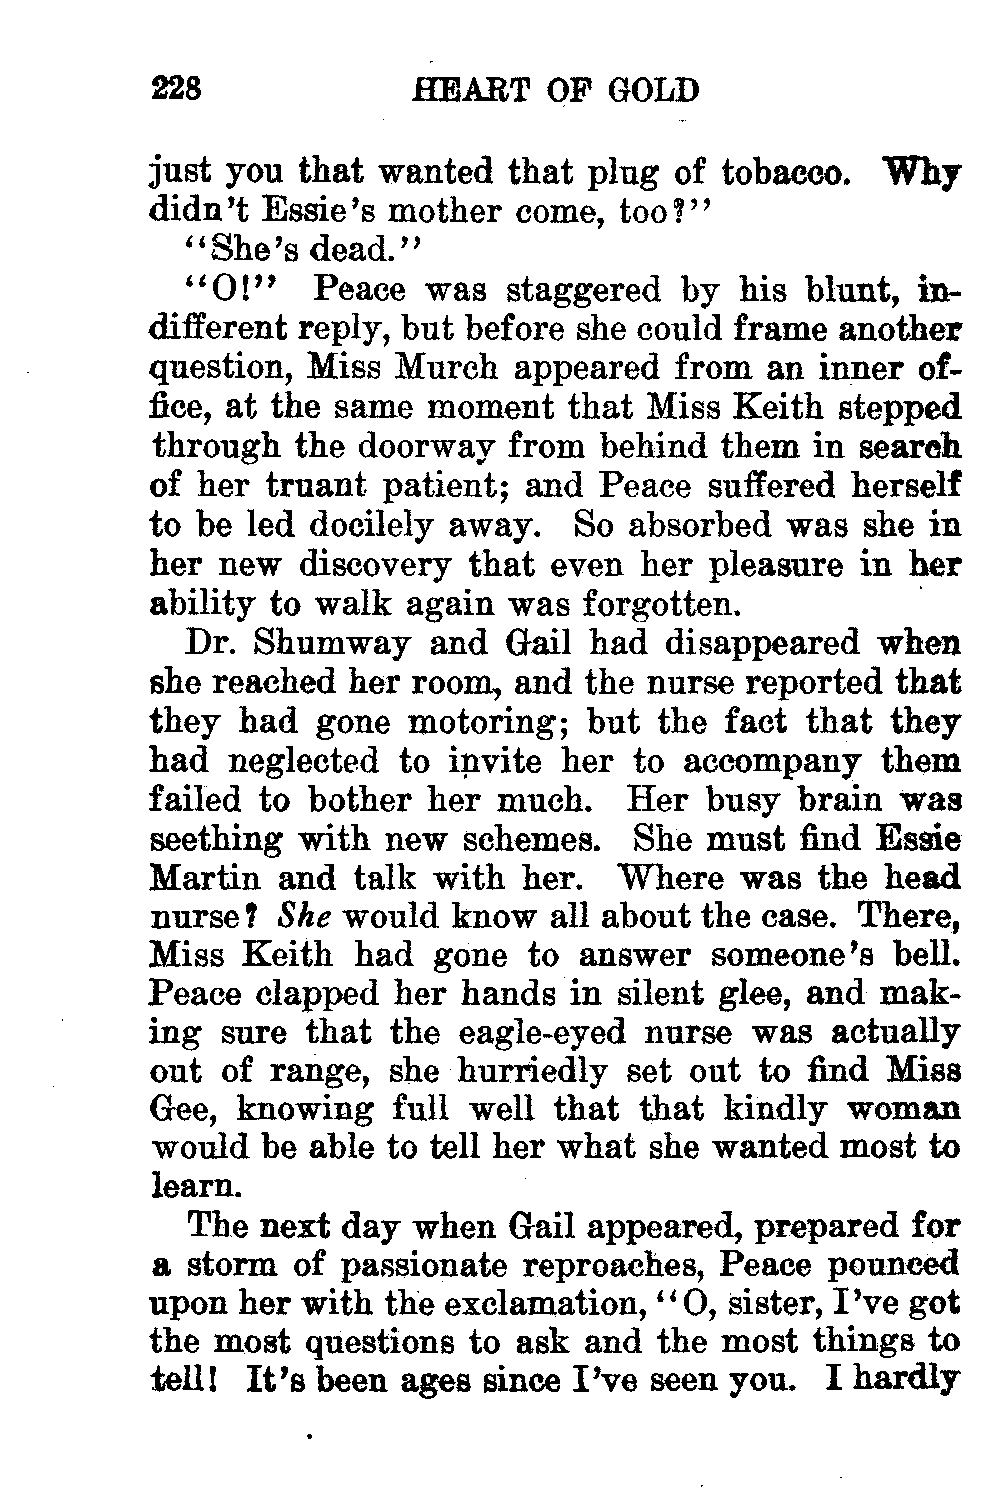 228 HEART OF GOLD
just you that wanted that plug of tobacco. Why
didn't Essie's mother come, too?"
"She's dead."
"O!" Peace was staggered by his blunt, in-
different reply, but before she could frame another
question, Miss Murch appeared from an inner of-
fice, at the same moment that Miss Keith stepped
through the doorway from behind them in search
of her truant patient; and Peace suffered herself
to be led docilely away. So absorbed was she in
her new discovery that even her pleasure in her
ability to walk again was forgotten.
Dr. Shumway and Gail had disappeared when
she reached her room, and the nurse reported that
they had gone motoring; but the fact that they
had neglected to invite her to accompany them
failed to bother her much. Her busy brain was
seething with new schemes. She must find Essie
Martin and talk with her. Where was the head
nurse? She would know all about the case. There,
Miss Keith had gone to answer someone's bell.
Peace clapped her hands in silent glee, and mak-
ing sure that the eagle-eyed nurse was actually
out of range, she hurriedly set out to find Miss
Gee, knowing full well that that kindly woman
would be able to tell her what she wanted most to
learn.
The next day when Gail appeared, prepared for
a storm of passionate reproaches, Peace pounced
upon her with the exclamation, "O, sister, I've got
the most questions to ask and the most things to
tell! It's been ages since I've seen you. I hardly